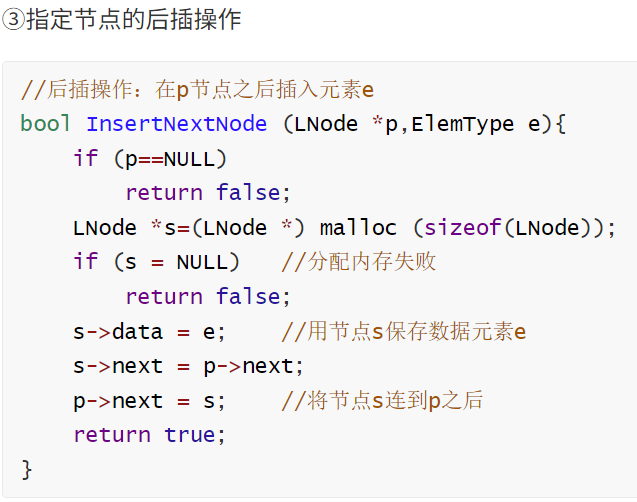 ③指定节点的后插操作
//后插操作：在p节点之后插入元素e
bool InsertNextNode (LNode *p,ElemType e){
    if (p==NULL)
        return false;
    LNode *s=(LNode *) malloc (sizeof(LNode));
    if (s = NULL)   //分配内存失败
        return false;
    s->data = e;    //用节点s保存数据元素e
    s->next = p->next;
    p->next = s;    //将节点s连到p之后
    return true;
}